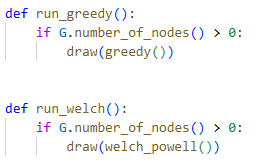 def run_greedy():
    if G.number_of_nodes() > 0:
        draw(greedy())
def run_welch():
    if G.number_of_nodes() > 0:
        draw(welch_powell())